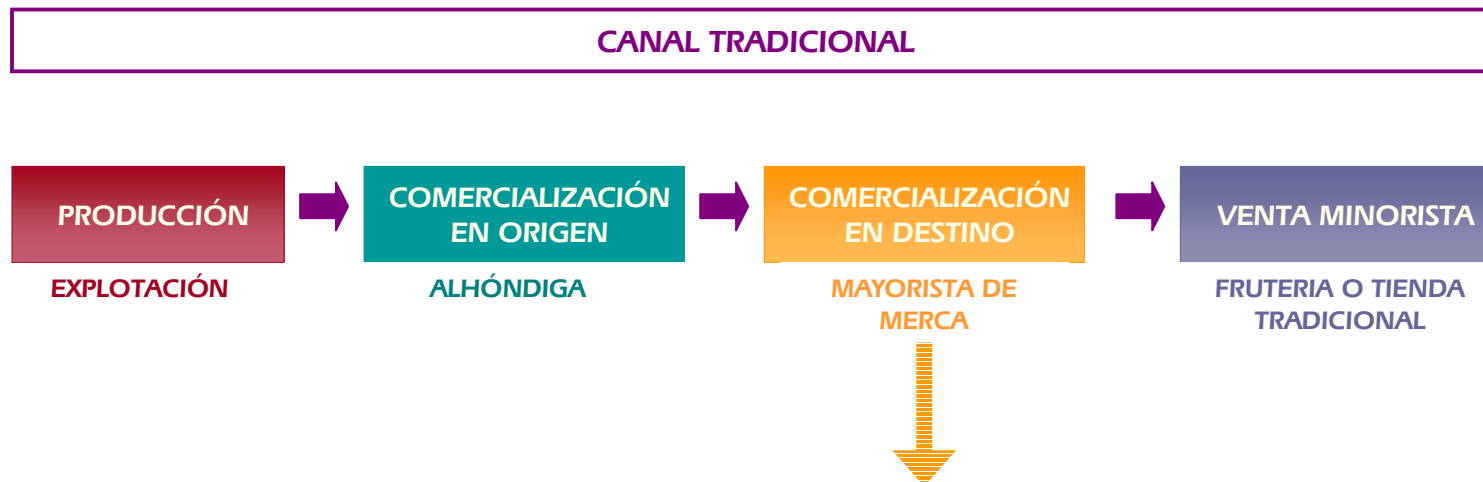 CANAL TRADICIONAL
PRODUCCIÓN
EXPLOTACIÓN
COMERCIALIZACIÓN
EN ORIGEN
ALHÓNDIGA
COMERCIALIZACIÓN
EN DESTINO
MAYORISTA DE
MERCA
VENTA MINORISTA
FRUTERIA O TIENDA
TRADICIONAL